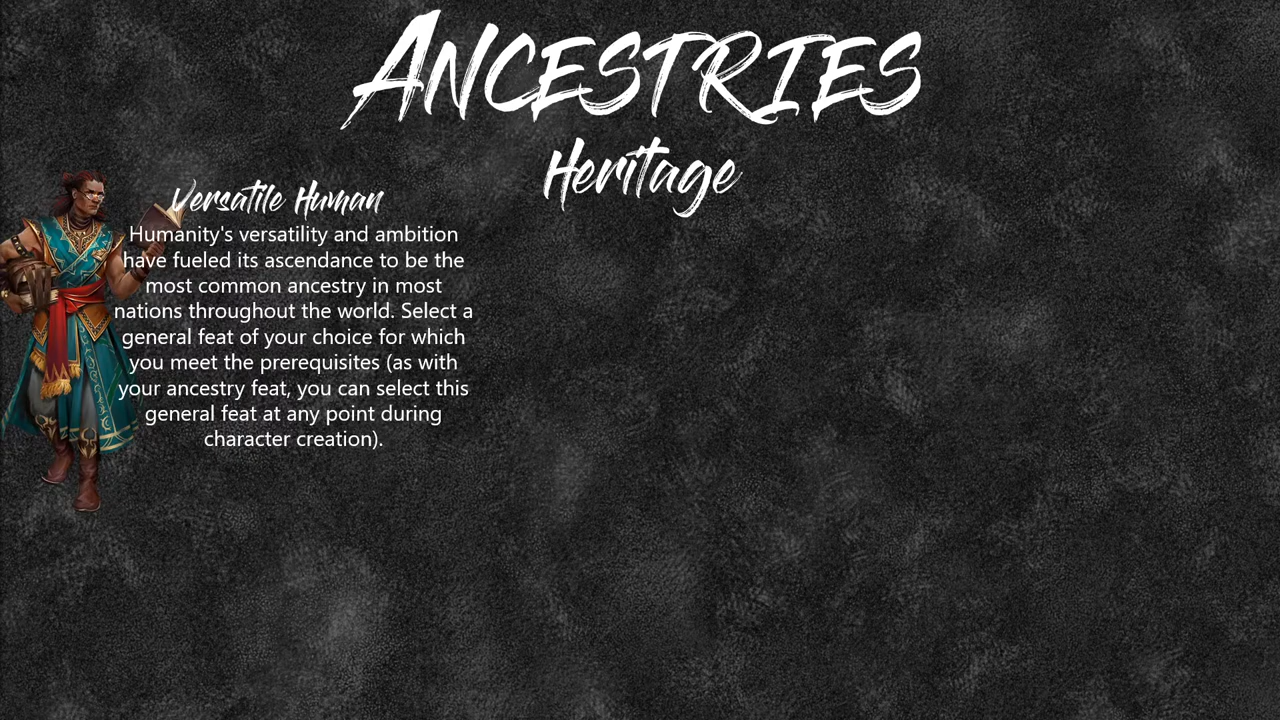 ANCESTRIES
Heritage
Versatile Human
Humanity's versatility and ambition
have fueled its ascendance to be the
most common ancestry in most
nations throughout the world. Select a
general feat of your choice for which
you meet the prerequisites (as with
your ancestry feat, you can select this
general feat at any point during
character creation).